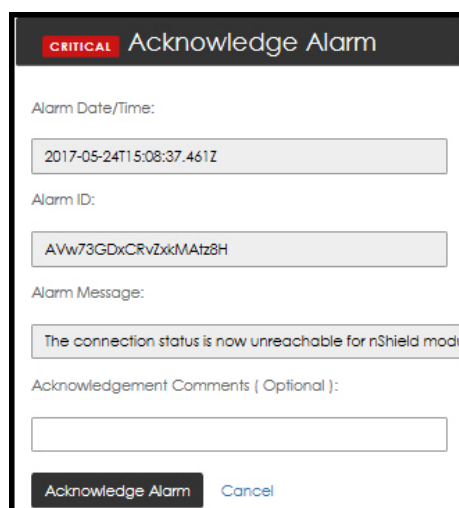 CRITICAL Acknowledge Alarm
Alarm Date/Time:
2017-05-24T15:08:37.461Z
Alarm ID:
AVw73GDxCRvZxkMAtz8H
Alarm Message:
The connection status is now unreachable for nShield modu
Acknowledgement Comments ( Optional ):
Acknowledge Alarm Cancel